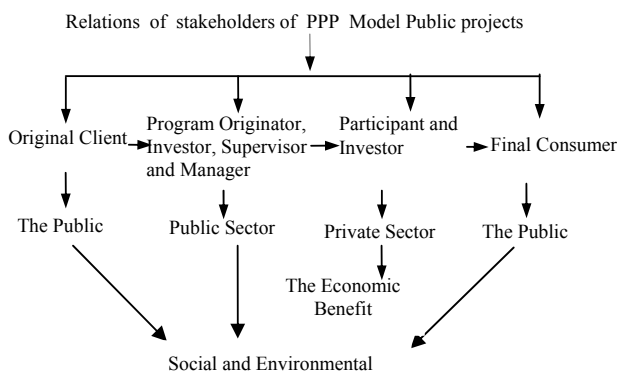 Relations of stakeholders of PPP Model Public projects
Original Client
Program Originator,
Investor, Supervisor
and Manager
Participant and
Investor
Final Consumer
The Public
Public Sector
Private Sector
The Public
The Economic
Benefit
Social and Environmental